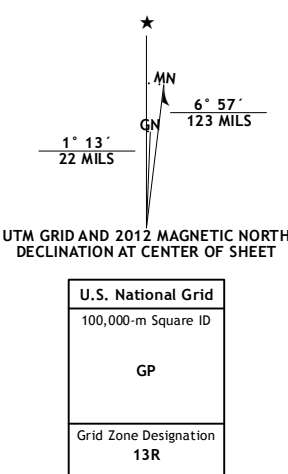 ★
MN
6° 57´
123 MILS
GN
1° 13´
22 MILS
UTM GRID AND 2012 MAGNETIC NORTH
DECLINATION AT CENTER OF SHEET
U.S. National Grid
100,000-m Square ID
GP
Grid Zone Designation
13R